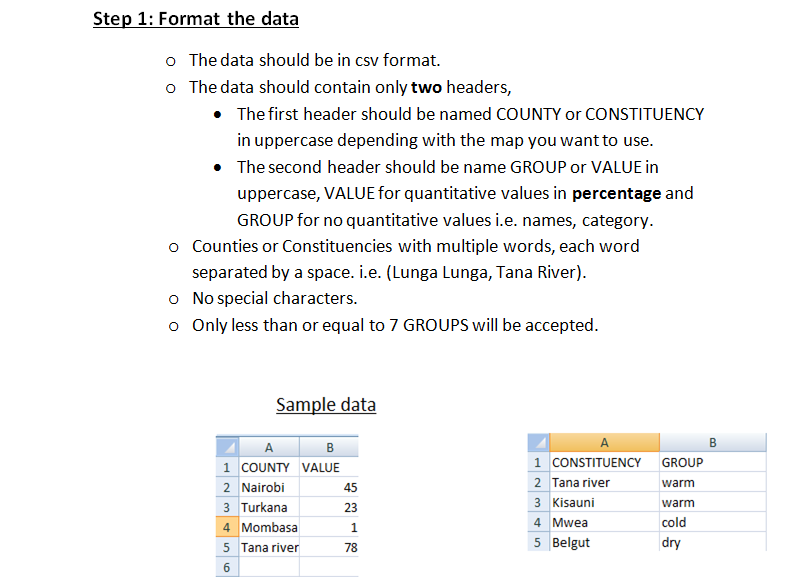 Step 1: Format the data
o The data should be in csv format.
o The data should contain only two headers,
• The first header should be named COUNTY or CONSTITUENCY
in uppercase depending with the map you want to use.
• The second header should be name GROUP or VALUE in
uppercase, VALUE for quantitative values in percentage and
GROUP for no quantitative values i.e. names, category.
o Counties or Constituencies with multiple words, each word
separated by a space. i.e. (Lunga Lunga, Tana River).
o No special characters.
o Only less than or equal to 7 GROUPS will be accepted.
Sample data
A B
1 COUNTY VALUE
2 Nairobi 45
3 Turkana 23
4 Mombasa 1
5 Tana river 78
6
A B
1 CONSTITUENCY GROUP
2 Tana river warm
3 Kisauni warm
4 Mwea cold
5 Belgut dry